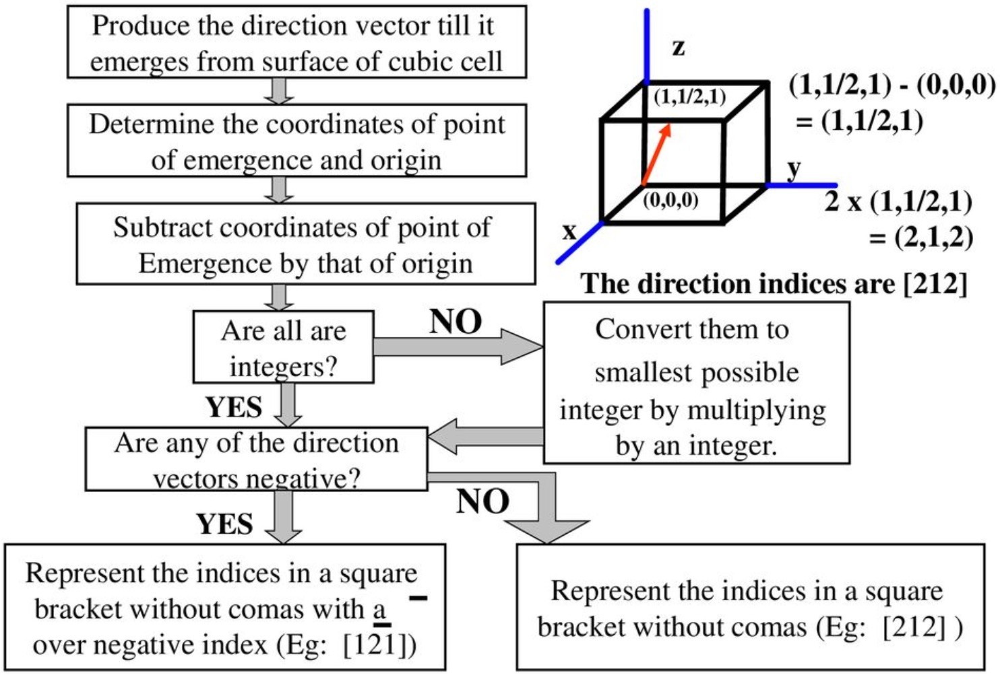 Produce the direction vector till it
emerges from surface of cubic cell
Determine the coordinates of point
of emergence and origin
Subtract coordinates of point of
Emergence by that of origin
Are all are
integers?
NO
YES
Convert them to
smallest possible
integer by multiplying
by an integer.
Are any of the direction
vectors negative?
YES
NO
Represent the indices in a square
bracket without comas with a
over negative index (Eg: [12̅1])
Represent the indices in a square
bracket without comas (Eg: [212] )
z
(1,1/2,1)
(0,0,0)
y
x
(1,1/2,1) - (0,0,0)
= (1,1/2,1)
2 x (1,1/2,1)
= (2,1,2)
The direction indices are [212]